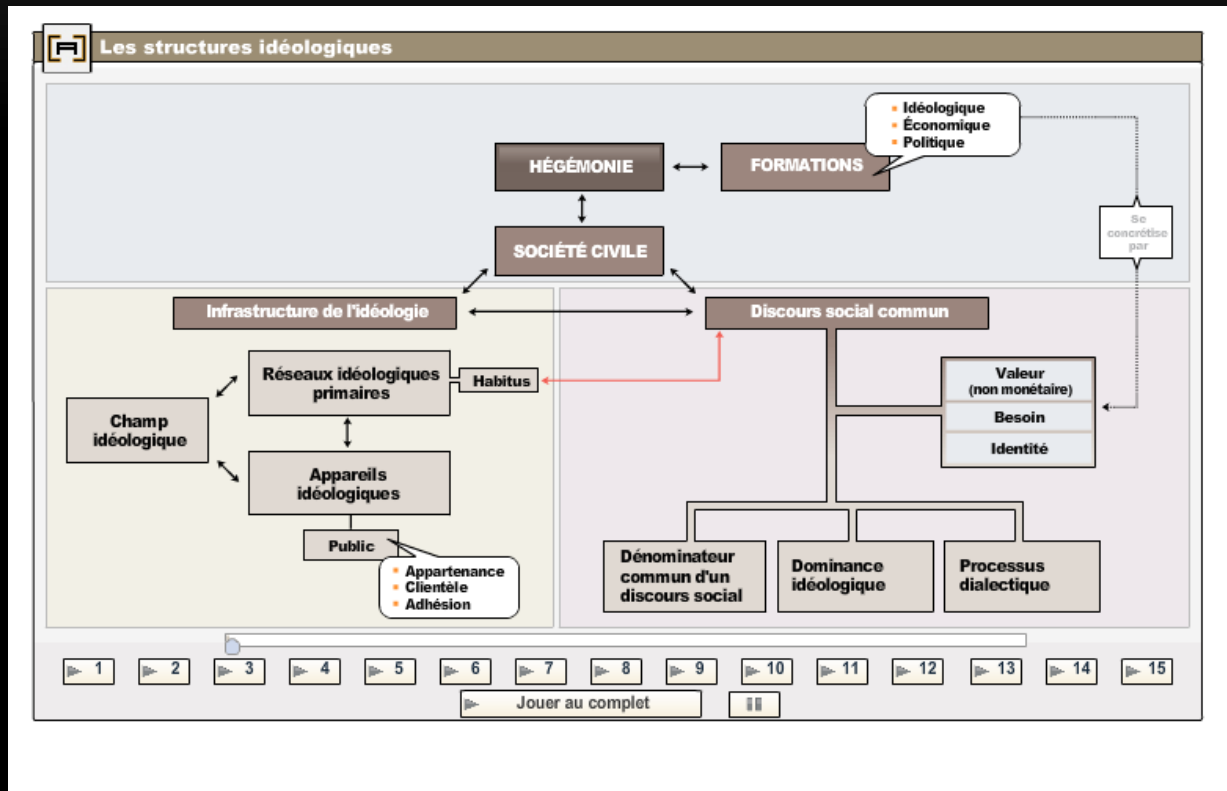 Les structures idéologiques
Idéologique
Économique
Politique
HÉGÉMONIE
FORMATIONS
Se
concrétise
par
SOCIÉTÉ CIVILE
Infrastructure de l'idéologie
Discours social commun
Réseaux idéologiques
primaires
Habitus
Champ
idéologique
Appareils
idéologiques
Public
Appartenance
Clientèle
Adhésion
Valeur
(non monétaire)
Besoin
Identité
Dénominateur
commun d'un
discours social
Dominance
idéologique
Processus
dialectique
1 2 3 4 5 6 7 8 9 10 11 12 13 14 15
Jouer au complet